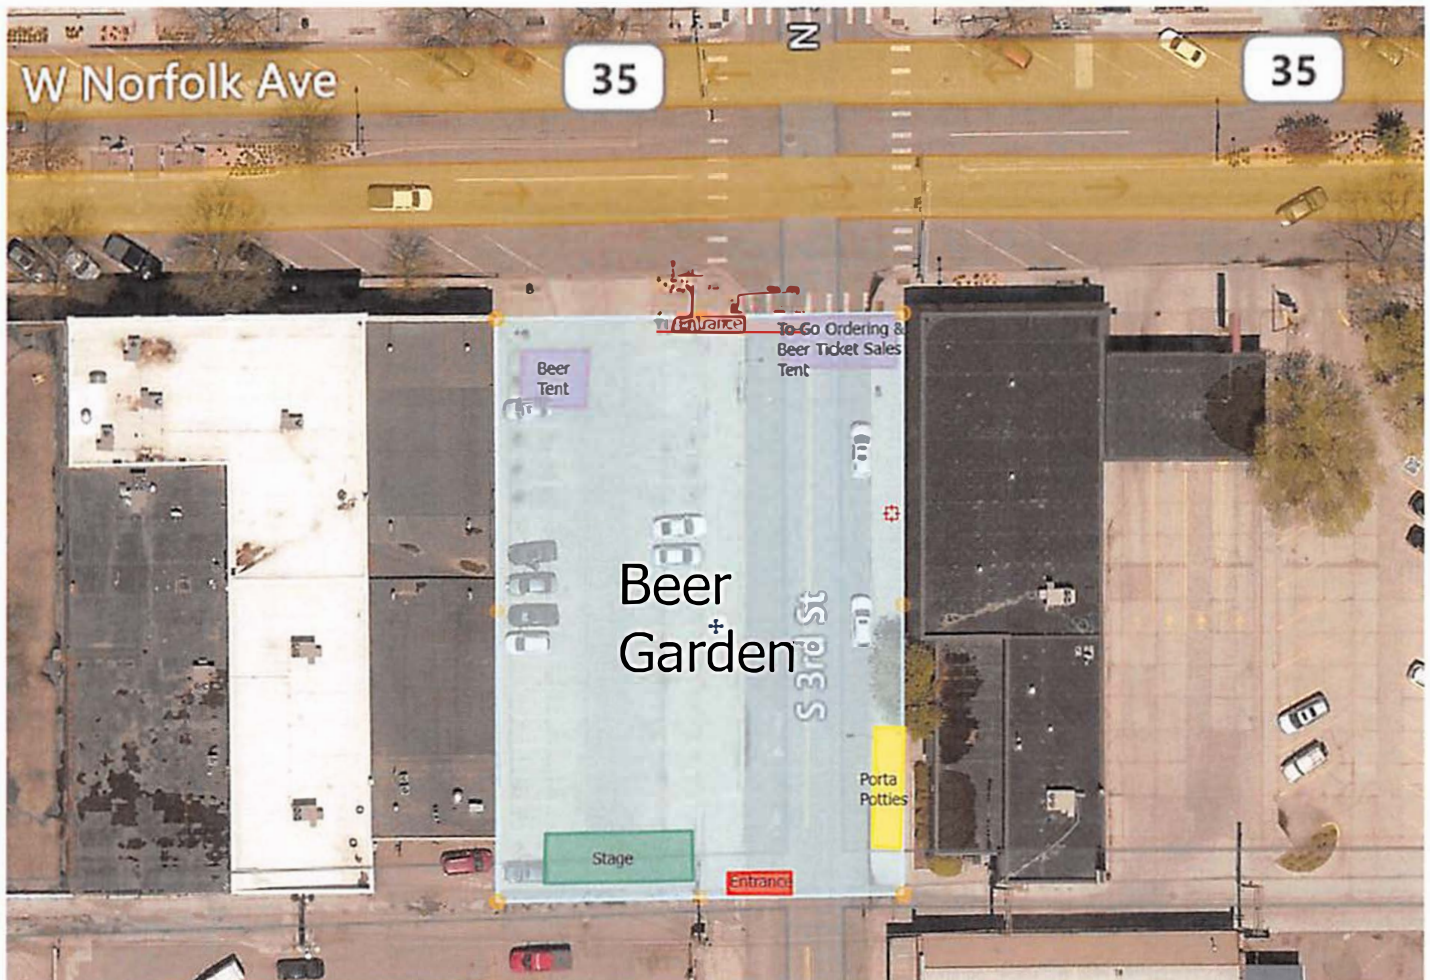 N
W Norfolk Ave
35
35
Entrance
To Go Ordering &
Beer Ticket Sales
Tent
Beer
Tent
Beer
Garden
S 3rd St
Porta
Potties
Stage
Entrance